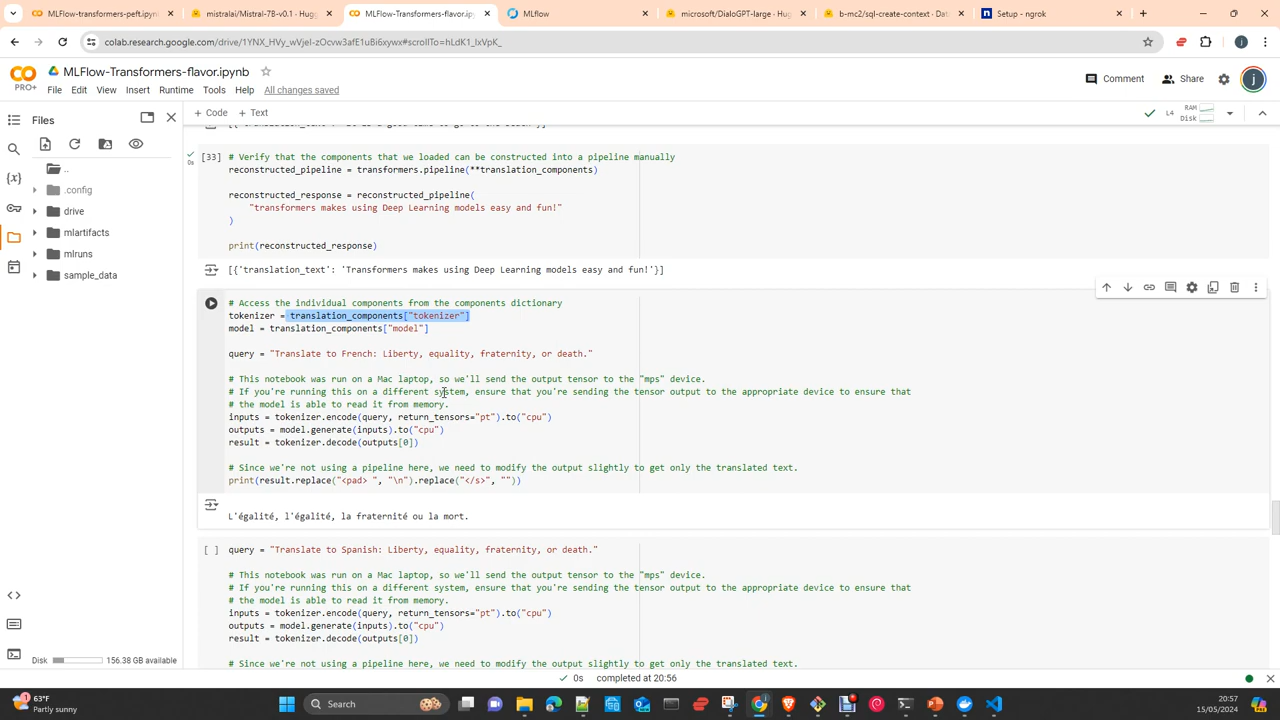 MLFlow-transformers-peft.ipynb
mistralai/Mistral-7B-v0.1 · Hugg
MLFlow-Transformers-flavor.ipy
MLflow
microsoft/DialoGPT-large · Hugg
b-mc2/sql-create-context · Data
Setup - ngrok
colab.research.google.com/drive/
MLFlow-Transformers-flavor.ipynb
PRO+
File Edit View Insert Runtime Tools Help All changes saved
Comment
Share
j
Files
+ Code + Text
L4
RAM
Disk
..
.config
drive
mlartifacts
mlruns
sample_data
[33] # Verify that the components that we loaded can be constructed into a pipeline manually
0s
reconstructed_pipeline = transformers.pipeline(**translation_components)
reconstructed_response = reconstructed_pipeline(
"transformers makes using Deep Learning models easy and fun!"
)
print(reconstructed_response)
[{'translation_text': 'Transformers makes using Deep Learning models easy and fun!'}]
# Access the individual components from the components dictionary
tokenizer = translation_components["tokenizer"]
model = translation_components["model"]
query = "Translate to French: Liberty, equality, fraternity, or death."
# This notebook was run on a Mac laptop, so we'll send the output tensor to the "mps" device.
# If you're running this on a different system, ensure that you're sending the tensor output to the appropriate device to ensure that
# the model is able to read it from memory.
inputs = tokenizer.encode(query, return_tensors="pt").to("cpu")
outputs = model.generate(inputs).to("cpu")
result = tokenizer.decode(outputs[0])
# Since we're not using a pipeline here, we need to modify the output slightly to get only the translated text.
print(result.replace("<pad> ", "\n").replace("</s>", ""))
L'égalité, l'égalité, la fraternité ou la mort.
[ ] query = "Translate to Spanish: Liberty, equality, fraternity, or death."
# This notebook was run on a Mac laptop, so we'll send the output tensor to the "mps" device.
# If you're running this on a different system, ensure that you're sending the tensor output to the appropriate device to ensure that
# the model is able to read it from memory.
inputs = tokenizer.encode(query, return_tensors="pt").to("cpu")
outputs = model.generate(inputs).to("cpu")
result = tokenizer.decode(outputs[0])
# Since we're not using a pipeline here, we need to modify the output slightly to get only the translated text.
Disk 156.38 GB available
0s completed at 20:56
63°F
Partly sunny
Search
20:57
15/05/2024